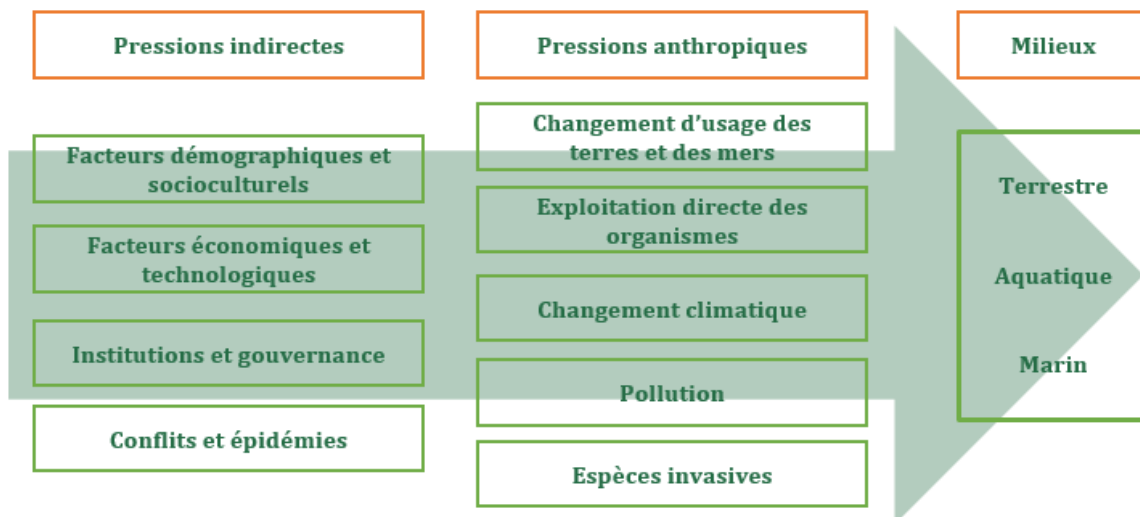 Pressions indirectes
Facteurs démographiques et
socioculturels
Facteurs économiques et
technologiques
Institutions et gouvernance
Conflits et épidémies
Pressions anthropiques
Changement d’usage des
terres et des mers
Exploitation directe des
organismes
Changement climatique
Pollution
Espèces invasives
Milieux
Terrestre
Aquatique
Marin